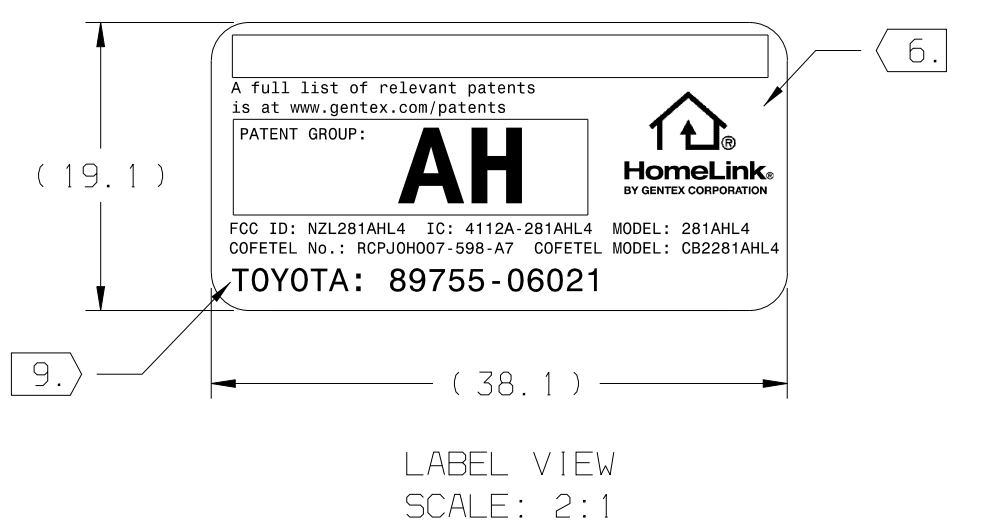 6.
A full list of relevant patents
is at www.gentex.com/patents
PATENT GROUP:
AH
®
HomeLink®
BY GENTEX CORPORATION
(19.1)
FCC ID: NZL281AHL4 IC: 4112A-281AHL4 MODEL: 281AHL4
COFETEL No.: RCPJOHO07-598-A7 COFETEL MODEL: CB2281AHL4
TOYOTA: 89755-06021
9.
(38.1)
LABEL VIEW
SCALE: 2:1